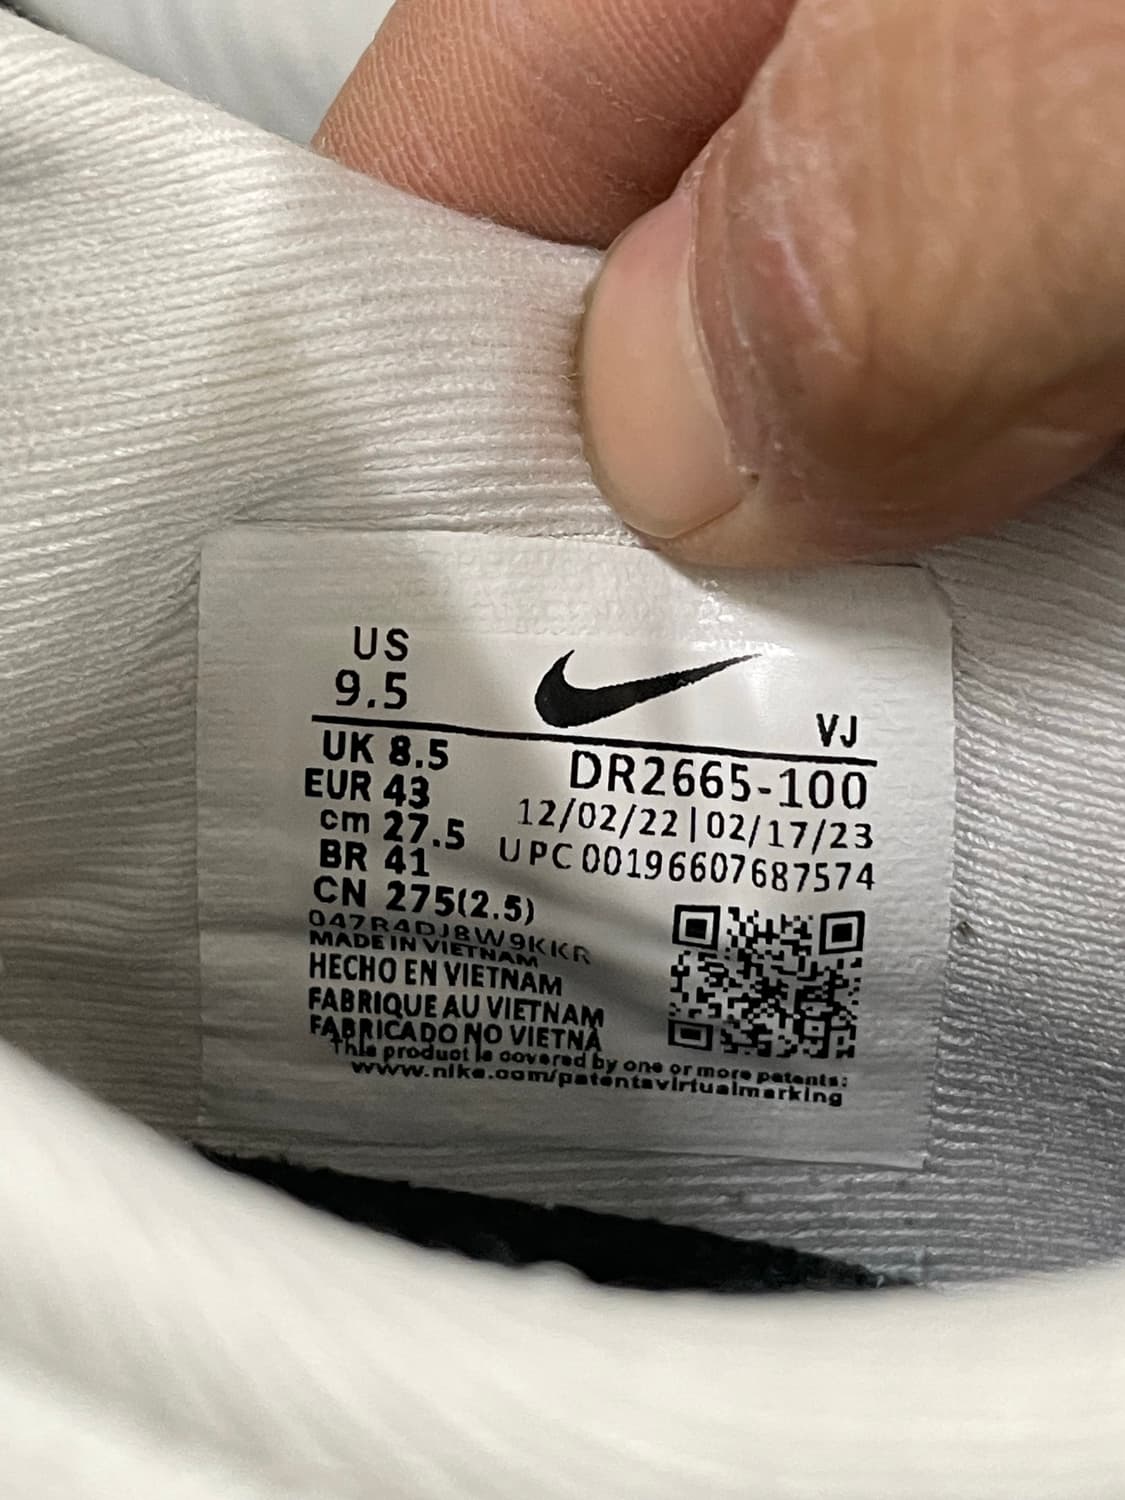 US
9.5
VJ
UK 8.5
DR2665-100
EUR 43
12/02/22|02/17/23
cm 27.5
UPC 00196607687574
BR 41
CN 275(2.5)
047R4DJ8W9KKR
MADE IN VIETNAM
HECHO EN VIETNAM
FABRIQUE AU VIETNAM
FABRICADO NO VIETNÃ
This product is covered by one or more patents:
www.nike.com/patentsvirtualmarking